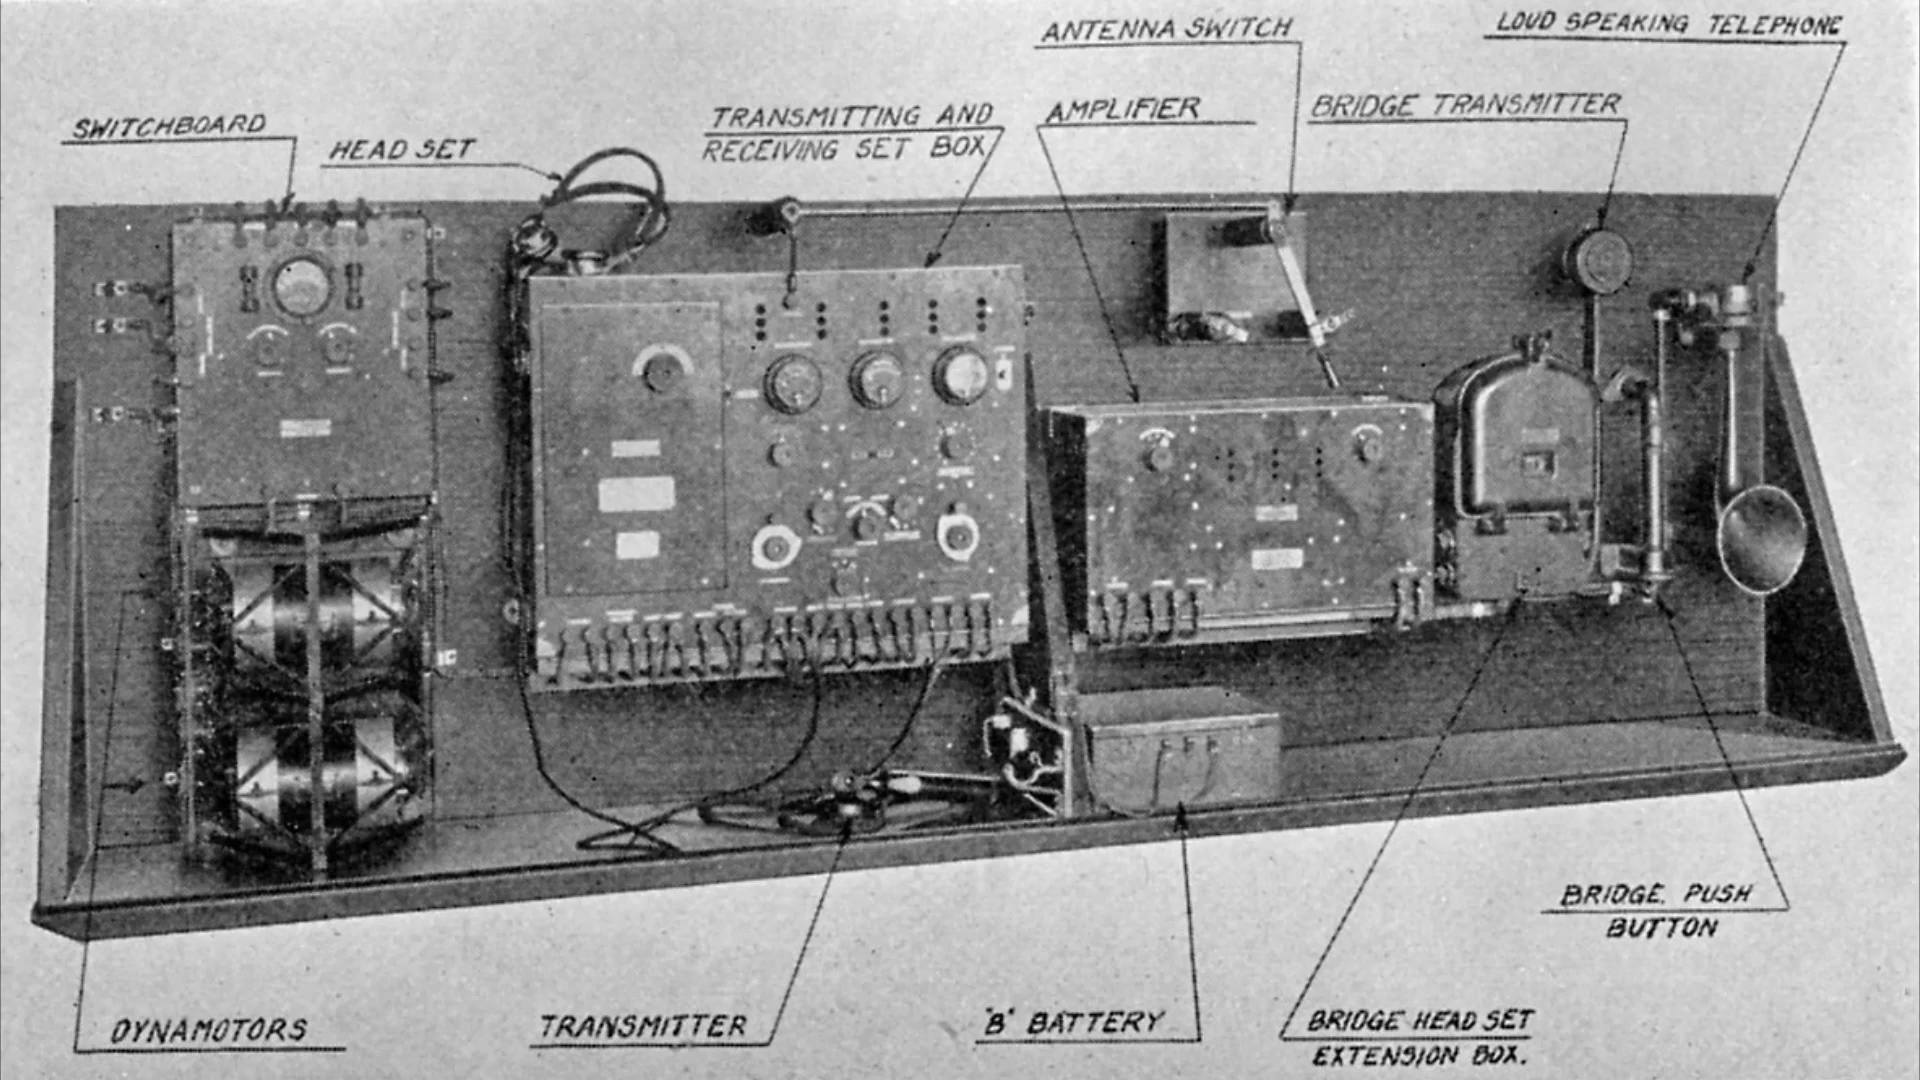 ANTENNA SWITCH
LOUD SPEAKING TELEPHONE
SWITCHBOARD
HEAD SET
TRANSMITTING AND
RECEIVING SET BOX
AMPLIFIER
BRIDGE TRANSMITTER
BRIDGE PUSH
BUTTON
DYNAMOTORS
TRANSMITTER
"B" BATTERY
BRIDGE HEAD SET
EXTENSION BOX.